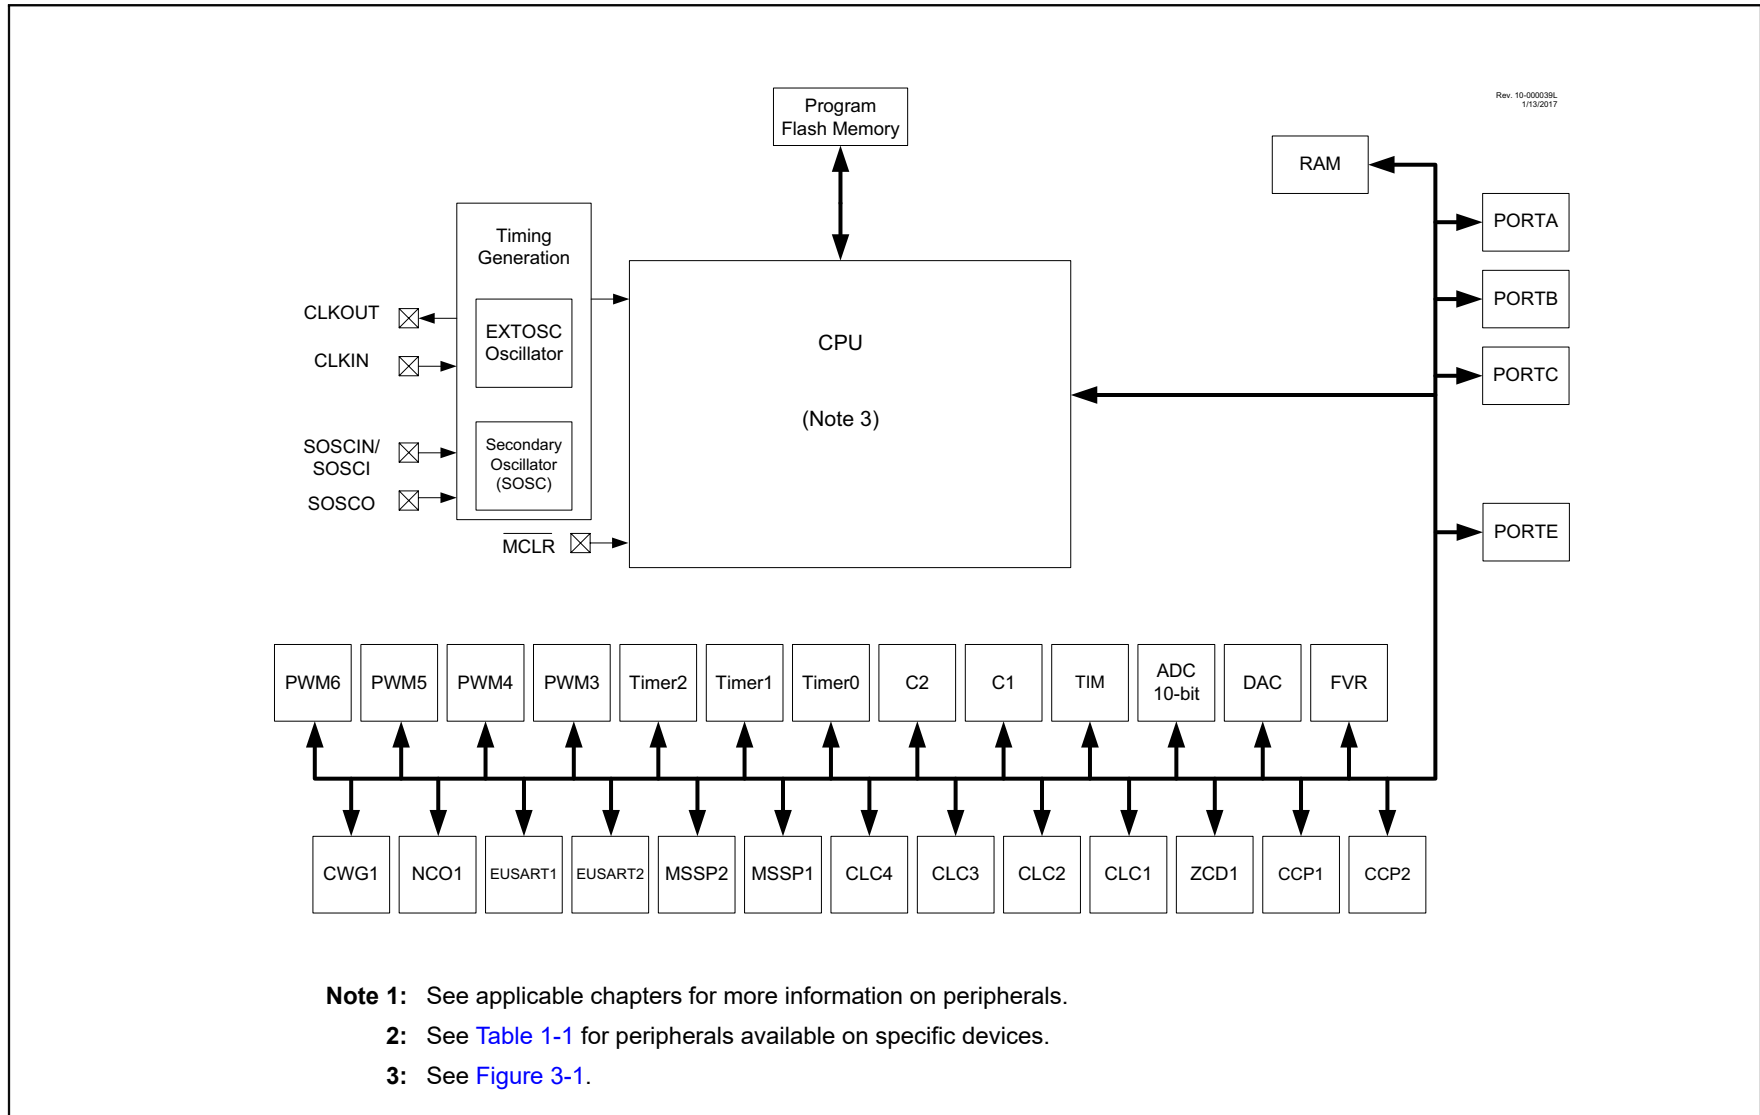 Rev. 10-000039L
1/13/2017
Program
Flash Memory
RAM
PORTA
Timing
Generation
PORTB
CLKOUT
EXTOSC
Oscillator
CPU
CLKIN
PORTC
(Note 3)
SOSCIN/
SOSCI
Secondary
Oscillator
(SOSC)
SOSCO
PORTE
MCLR
PWM6
PWM5
PWM4
PWM3
Timer2
Timer1
Timer0
C2
C1
TIM
ADC
10-bit
DAC
FVR
CWG1
NCO1
EUSART1
EUSART2
MSSP2
MSSP1
CLC4
CLC3
CLC2
CLC1
ZCD1
CCP1
CCP2
Note 1: See applicable chapters for more information on peripherals.
2: See Table 1-1 for peripherals available on specific devices.
3: See Figure 3-1.